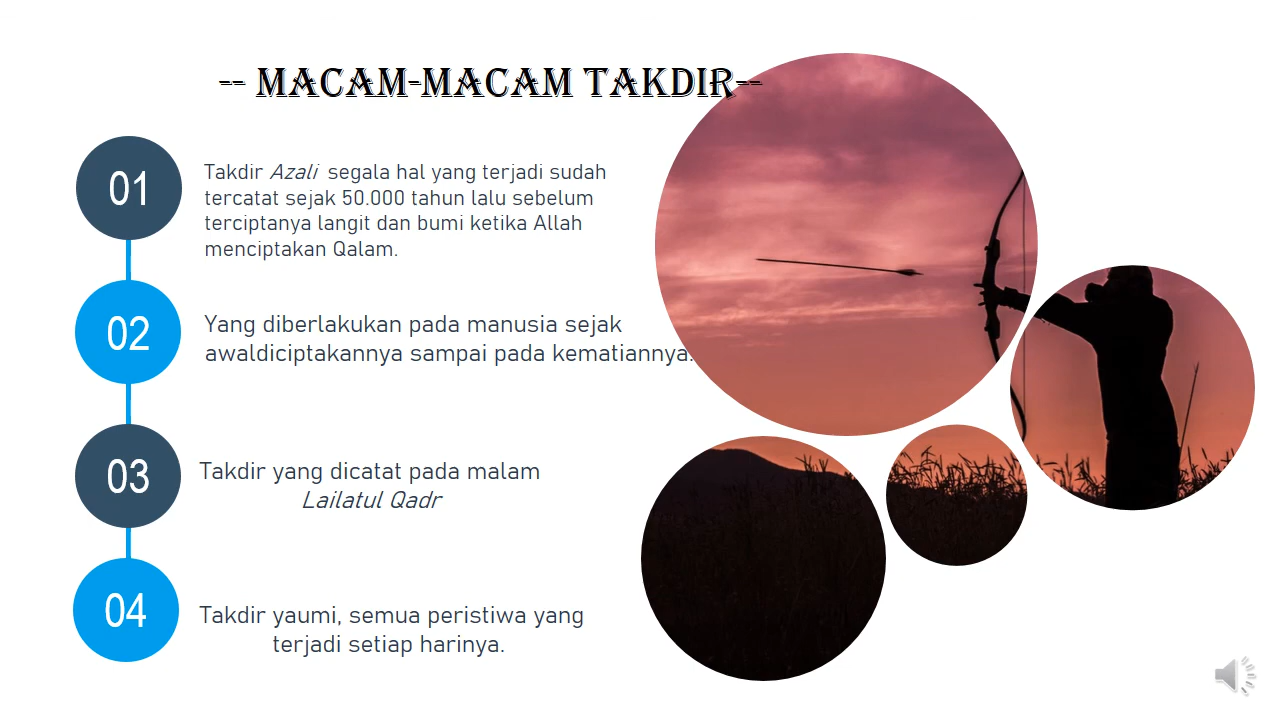 -- MACAM-MACAM TAKDIR--
01
Takdir Azali segala hal yang terjadi sudah
tercatat sejak 50.000 tahun lalu sebelum
terciptanya langit dan bumi ketika Allah
menciptakan Qalam.
02
Yang diberlakukan pada manusia sejak
awaldiciptakannya sampai pada kematiannya.
03
Takdir yang dicatat pada malam
Lailatul Qadr
04
Takdir yaumi, semua peristiwa yang
terjadi setiap harinya.